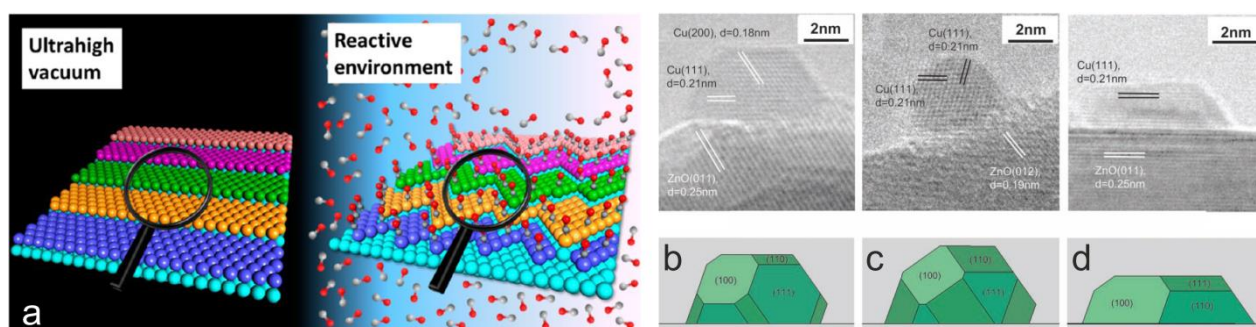 Ultrahigh
vacuum
Reactive
environment
a
Cu(200), d=0.18nm
2nm
Cu(111),
d=0.21nm
ZnO(011),
d=0.25nm
Cu(111),
d=0.21nm
2nm
Cu(111),
d=0.21nm
ZnO(012),
d=0.19nm
2nm
Cu(111),
d=0.21nm
ZnO(011),
d=0.25nm
b
(100)
(110)
(111)
c
(100)
(110)
(111)
d
(100)
(111)
(110)